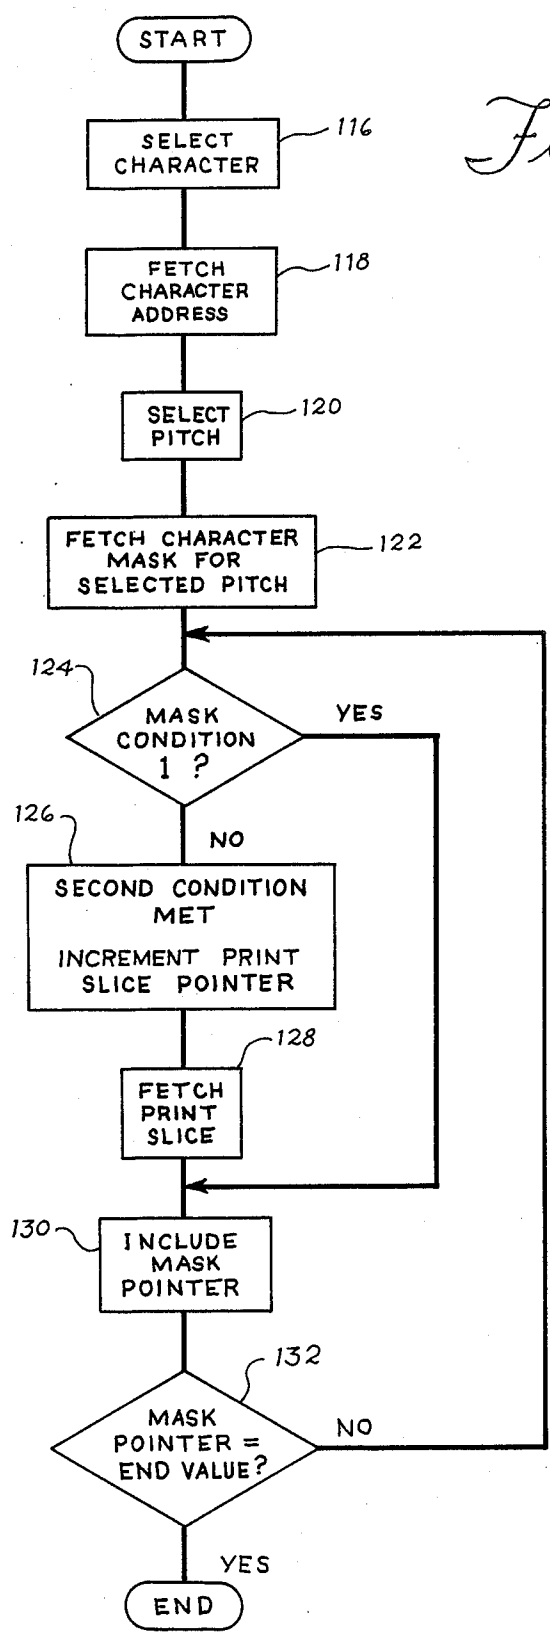 START
SELECT
CHARACTER
116
FETCH
CHARACTER
ADDRESS
118
SELECT
PITCH
120
FETCH CHARACTER
MASK FOR
SELECTED PITCH
122
124
MASK
CONDITION
1 ?
YES
NO
126
SECOND CONDITION
MET
INCREMENT PRINT
SLICE POINTER
128
FETCH
PRINT
SLICE
130
INCLUDE
MASK
POINTER
132
MASK
POINTER =
END VALUE?
NO
YES
END